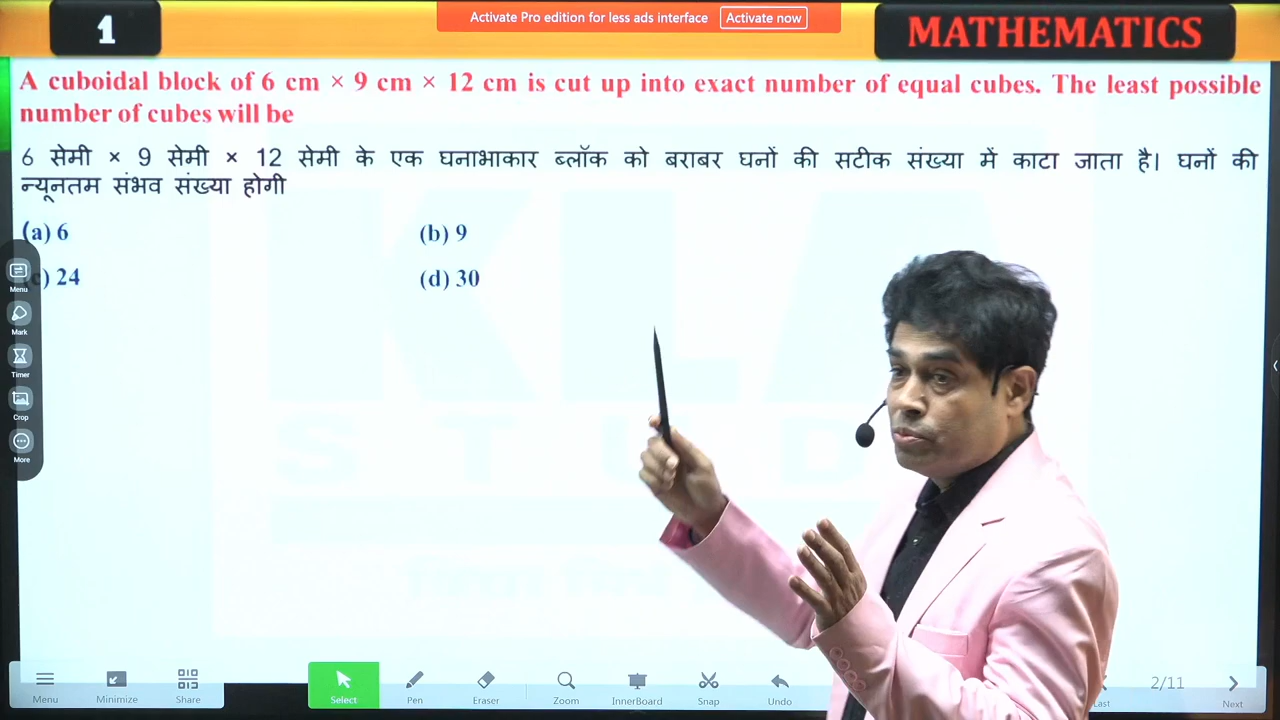 1
Activate Pro edition for less ads interface
Activate now
MATHEMATICS
A cuboidal block of 6 cm × 9 cm × 12 cm is cut up into exact number of equal cubes. The least possible
number of cubes will be
6 सेमी × 9 सेमी × 12 सेमी के एक घनाभाकार ब्लॉक को बराबर घनों की सटीक संख्या में काटा जाता है। घनों की
न्यूनतम संभव संख्या होगी
(a) 6
(b) 9
(c) 24
(d) 30
Menu
Mark
Timer
Crop
More
Menu
Minimize
Share
Select
Pen
Eraser
Zoom
InnerBoard
Snap
Undo
Last
2/11
Next